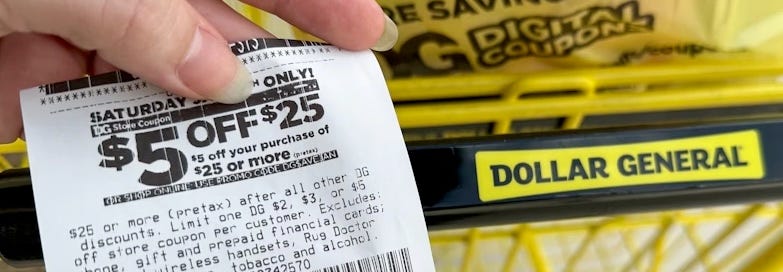 E SAVIN
DG DIGITAL
COUPONS
SATURDAY ONLY!
DG Store Coupon
$5 OFF $25
$5 off your purchase of
$25 or more (pretax)
OR SHOP ONLINE: USE PROMO CODE DGSAVEJAN
$25 or more (pretax) after all other DG
discounts. Limit one DG $2, $3, or $5
off store coupon per customer. Excludes:
phone, gift and prepaid financial cards;
wireless handsets, Rug Doctor
tobacco and alcohol.
DOLLAR GENERAL